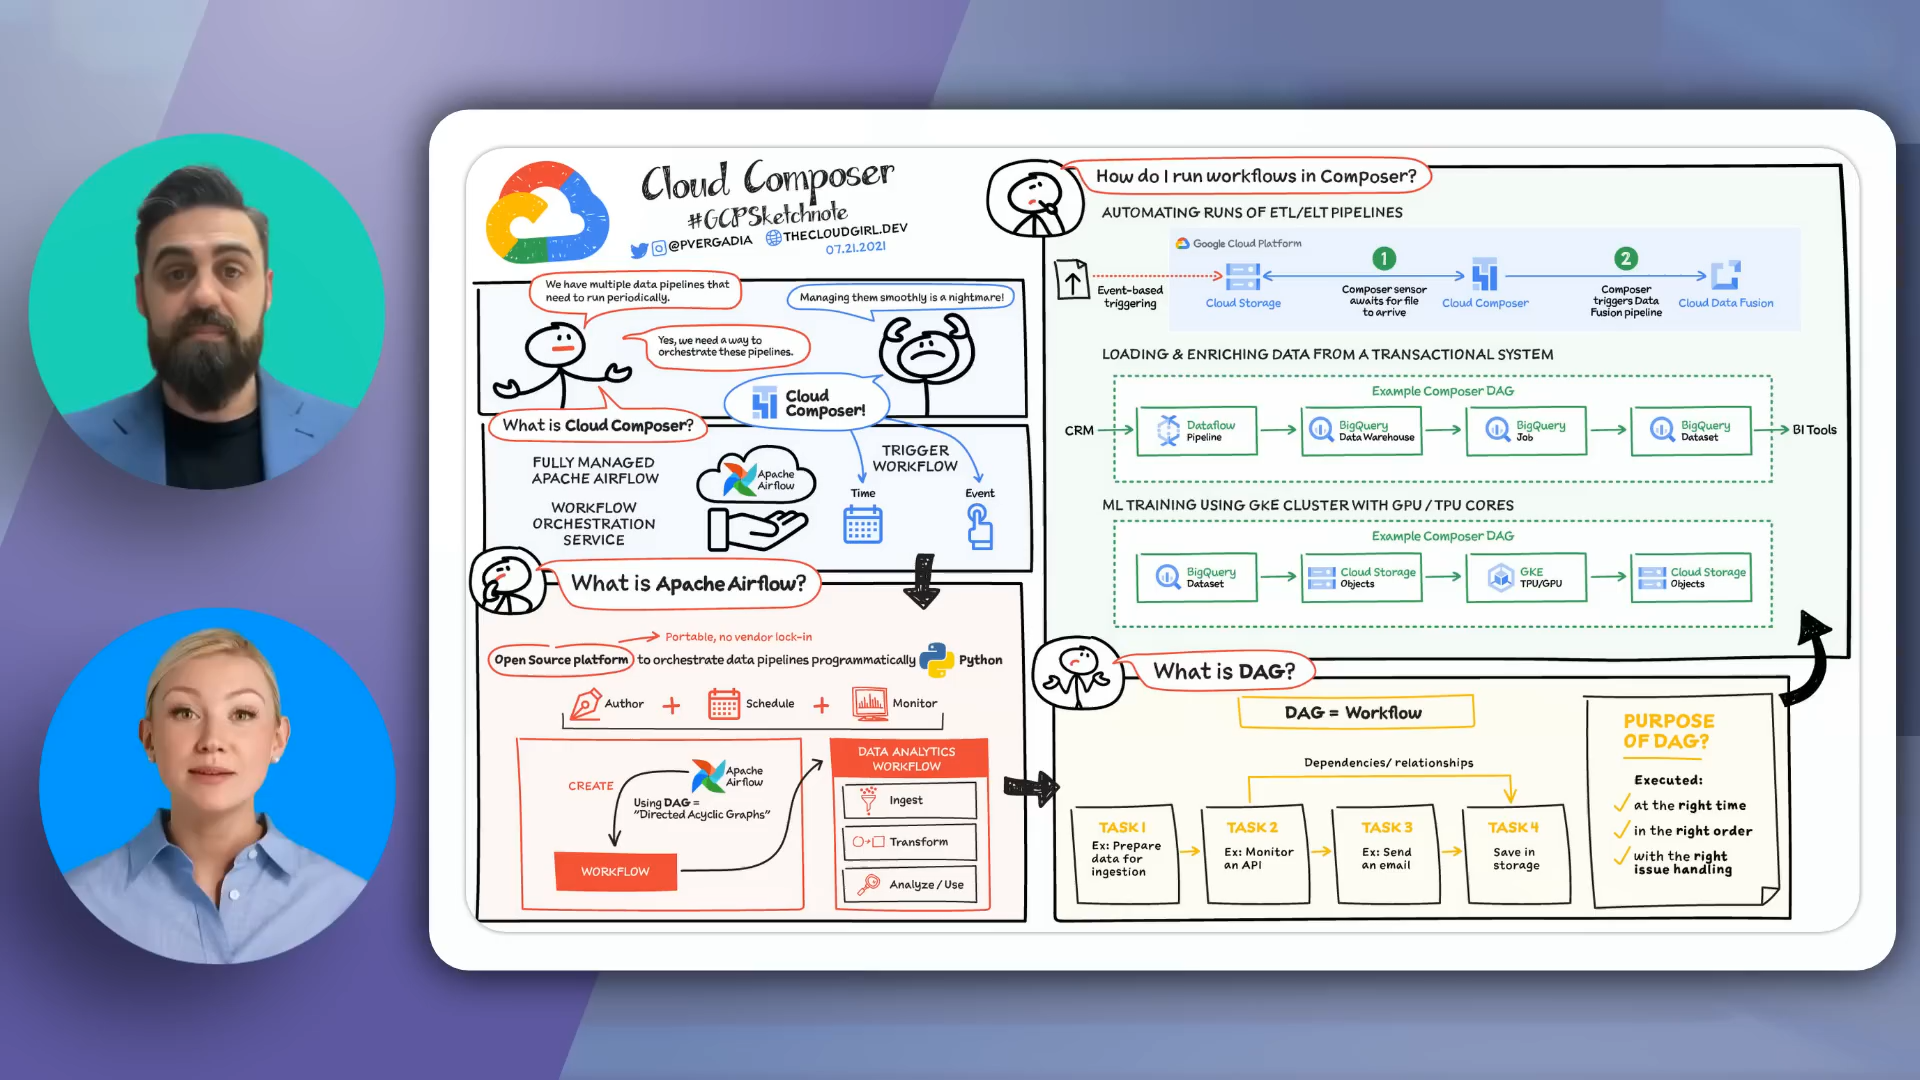 Cloud Composer
#GCPSketchnote
@PVERGADIA
THECLOUDGIRL.DEV
07.21.2021
We have multiple data pipelines that
need to run periodically.
Managing them smoothly is a nightmare!
Yes, we need a way to
orchestrate these pipelines.
Cloud
Composer!
What is Cloud Composer?
FULLY MANAGED
APACHE AIRFLOW
WORKFLOW
ORCHESTRATION
SERVICE
Apache
Airflow
TRIGGER
WORKFLOW
Time
Event
What is Apache Airflow?
Portable, no vendor lock-in
Open Source platform to orchestrate data pipelines programmatically Python
Author + Schedule + Monitor
CREATE
Apache
Airflow
Using DAG =
"Directed Acyclic Graphs"
WORKFLOW
DATA ANALYTICS
WORKFLOW
Ingest
Transform
Analyze / Use
How do I run workflows in Composer?
AUTOMATING RUNS OF ETL/ELT PIPELINES
Google Cloud Platform
Event-based
triggering
Cloud Storage
1
Composer sensor
awaits for file
to arrive
Cloud Composer
2
Composer
triggers Data
Fusion pipeline
Cloud Data Fusion
LOADING & ENRICHING DATA FROM A TRANSACTIONAL SYSTEM
Example Composer DAG
CRM
Dataflow
Pipeline
BigQuery
Data Warehouse
BigQuery
Job
BigQuery
Dataset
BI Tools
ML TRAINING USING GKE CLUSTER WITH GPU / TPU CORES
Example Composer DAG
BigQuery
Dataset
Cloud Storage
Objects
GKE
TPU/GPU
Cloud Storage
Objects
What is DAG?
DAG = Workflow
Dependencies/ relationships
TASK 1
Ex: Prepare
data for
ingestion
TASK 2
Ex: Monitor
an API
TASK 3
Ex: Send
an email
TASK 4
Save in
storage
PURPOSE
OF DAG?
Executed:
at the right time
in the right order
with the right
issue handling